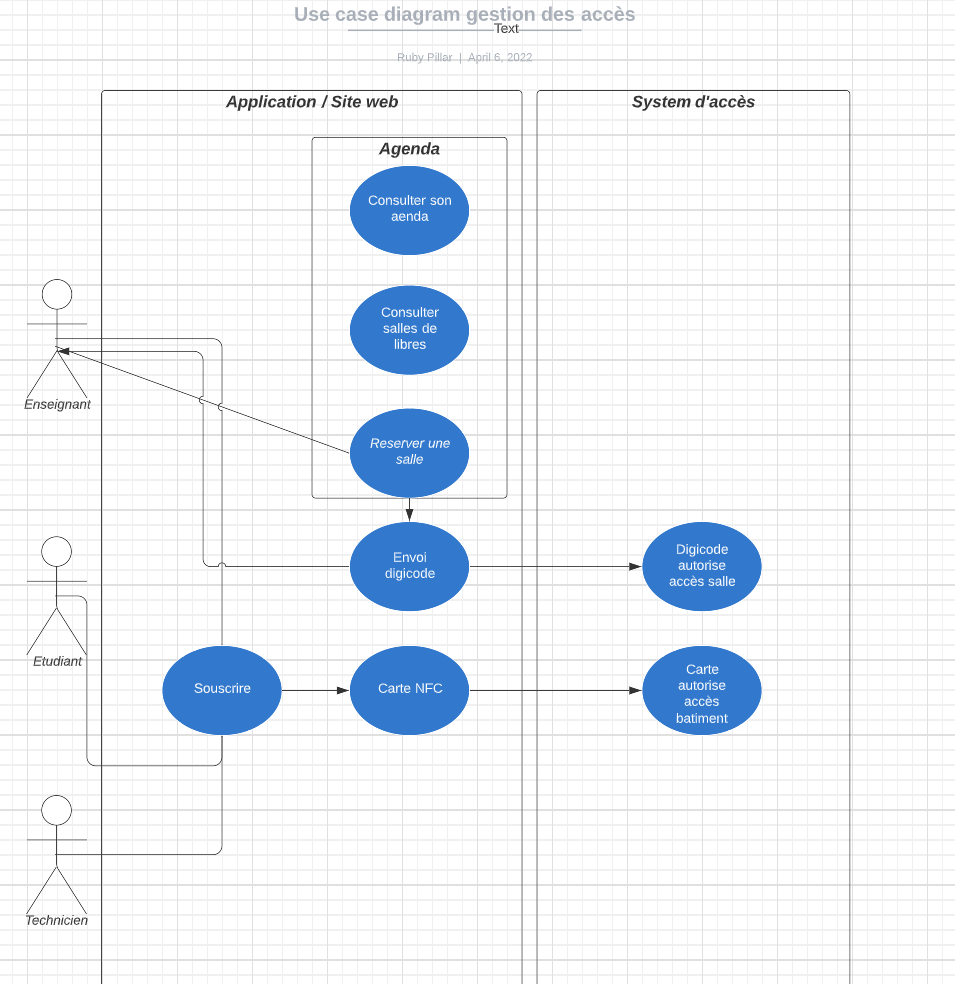 Use case diagram gestion des accès
Text
Ruby Pillar | April 6, 2022
Application / Site web
System d'accès
Agenda
Consulter son
aenda
Consulter
salles de
libres
Enseignant
Reserver une
salle
Envoi
digicode
Digicode
autorise
accès salle
Etudiant
Souscrire
Carte NFC
Carte
autorise
accès
batiment
Technicien